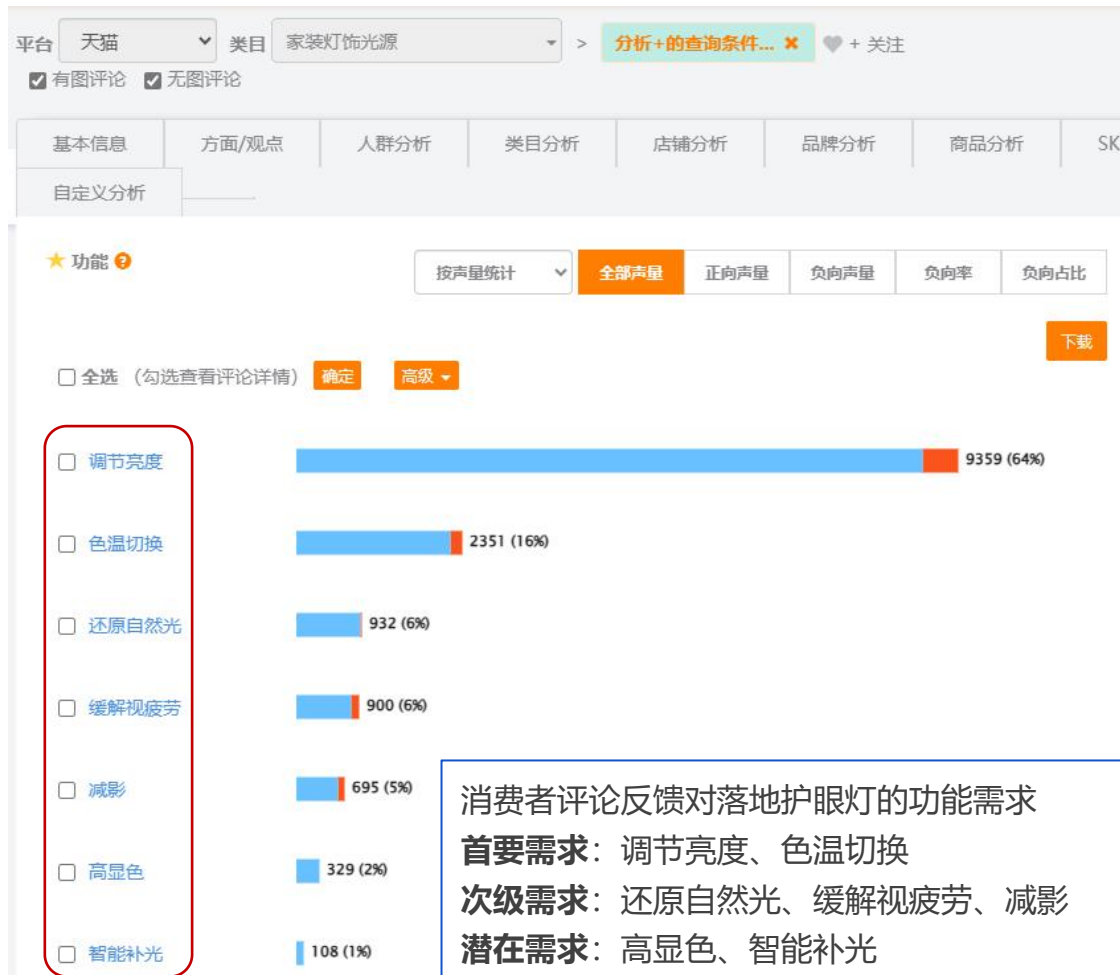 平台 天猫 类目 家装灯饰光源 > 分析+的查询条件... ✖ + 关注
有图评论 无图评论
基本信息 方面/观点 人群分析 类目分析 店铺分析 品牌分析 商品分析 SK
自定义分析
功能
按声量统计 全部声量 正向声量 负向声量 负向率 负向占比
下载
全选 (勾选查看评论详情) 确定 高级
调节亮度 9359 (64%)
色温切换 2351 (16%)
还原自然光 932 (6%)
缓解视疲劳 900 (6%)
减影 695 (5%)
高显色 329 (2%)
智能补光 108 (1%)
消费者评论反馈对落地护眼灯的功能需求
首要需求：调节亮度、色温切换
次级需求：还原自然光、缓解视疲劳、减影
潜在需求：高显色、智能补光